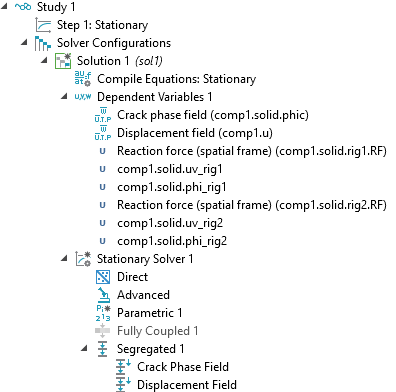 Study 1
Step 1: Stationary
Solver Configurations
Solution 1 (sol1)
Compile Equations: Stationary
Dependent Variables 1
Crack phase field (comp1.solid.phic)
Displacement field (comp1.u)
Reaction force (spatial frame) (comp1.solid.rig1.RF)
comp1.solid.uv_rig1
comp1.solid.phi_rig1
Reaction force (spatial frame) (comp1.solid.rig2.RF)
comp1.solid.uv_rig2
comp1.solid.phi_rig2
Stationary Solver 1
Direct
Advanced
Parametric 1
Fully Coupled 1
Segregated 1
Crack Phase Field
Displacement Field